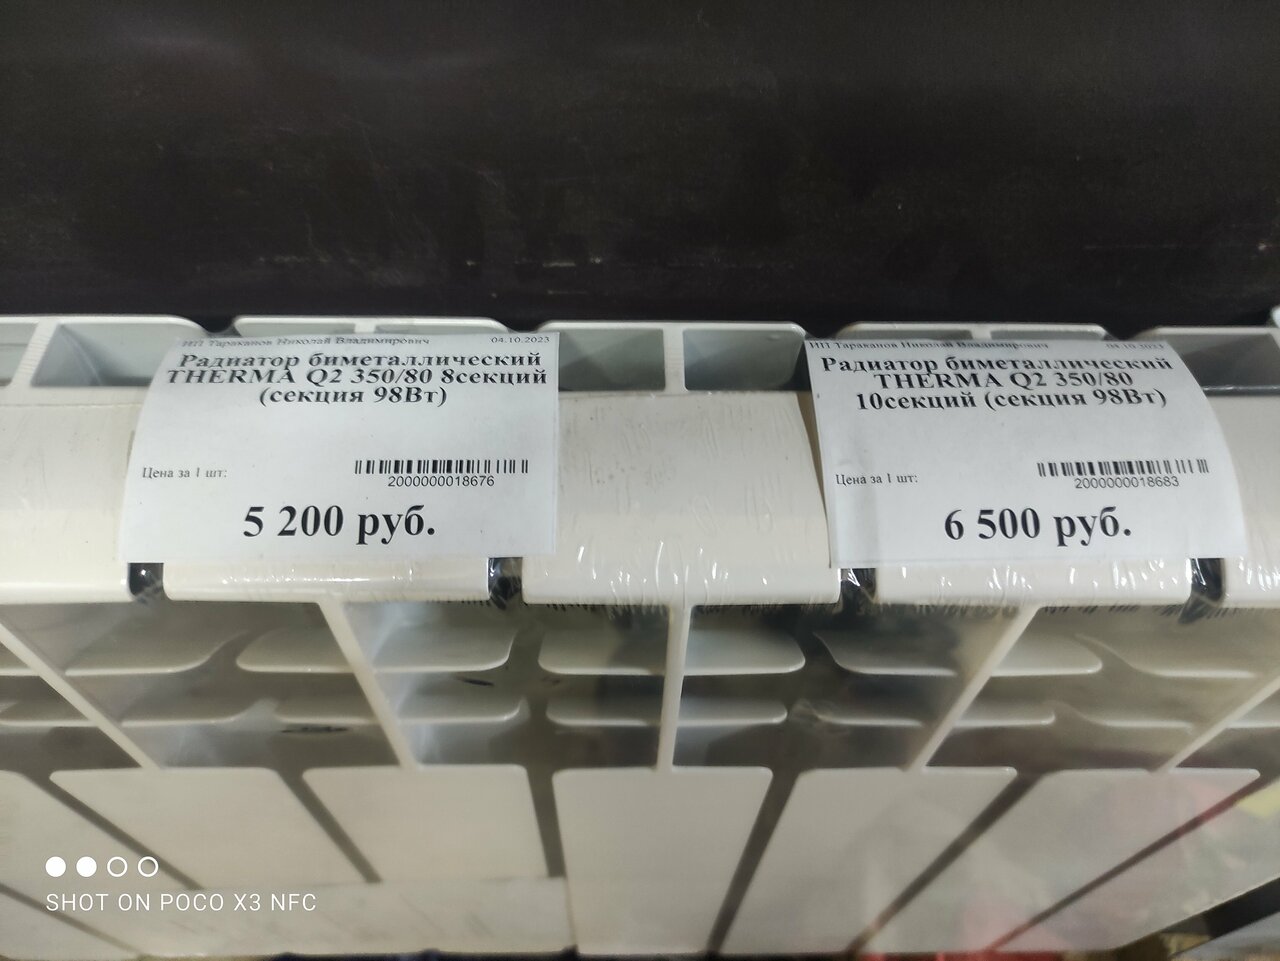 ИП Тараканов Николай Владимирович 04.10.2023
Радиатор биметаллический
THERMA Q2 350/80 8секций
(секция 98Вт)
Цена за 1 шт:
2000000018676
5 200 руб.
ИП Тараканов Николай Владимирович
Радиатор биметаллический
THERMA Q2 350/80
10секций (секция 98Вт)
Цена за 1 шт:
2000000018683
6 500 руб.
SHOT ON POCO X3 NFC